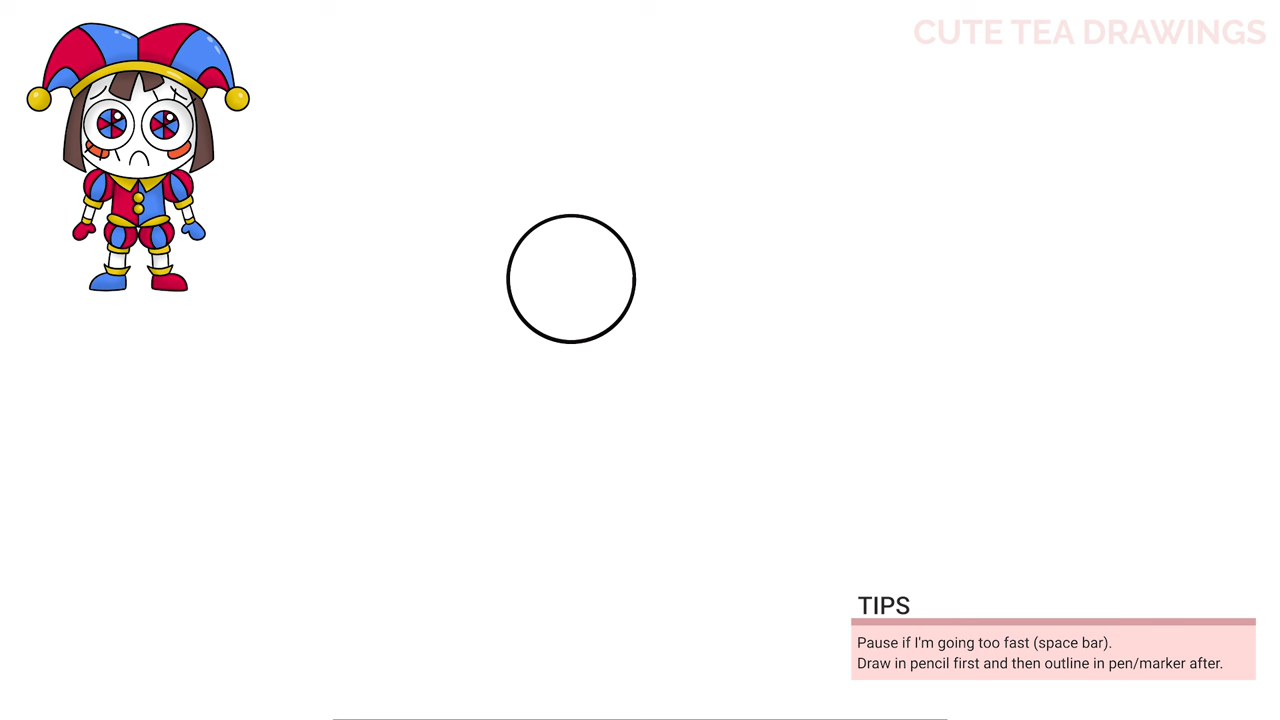 CUTE TEA DRAWINGS
TIPS
Pause if I'm going too fast (space bar).
Draw in pencil first and then outline in pen/marker after.